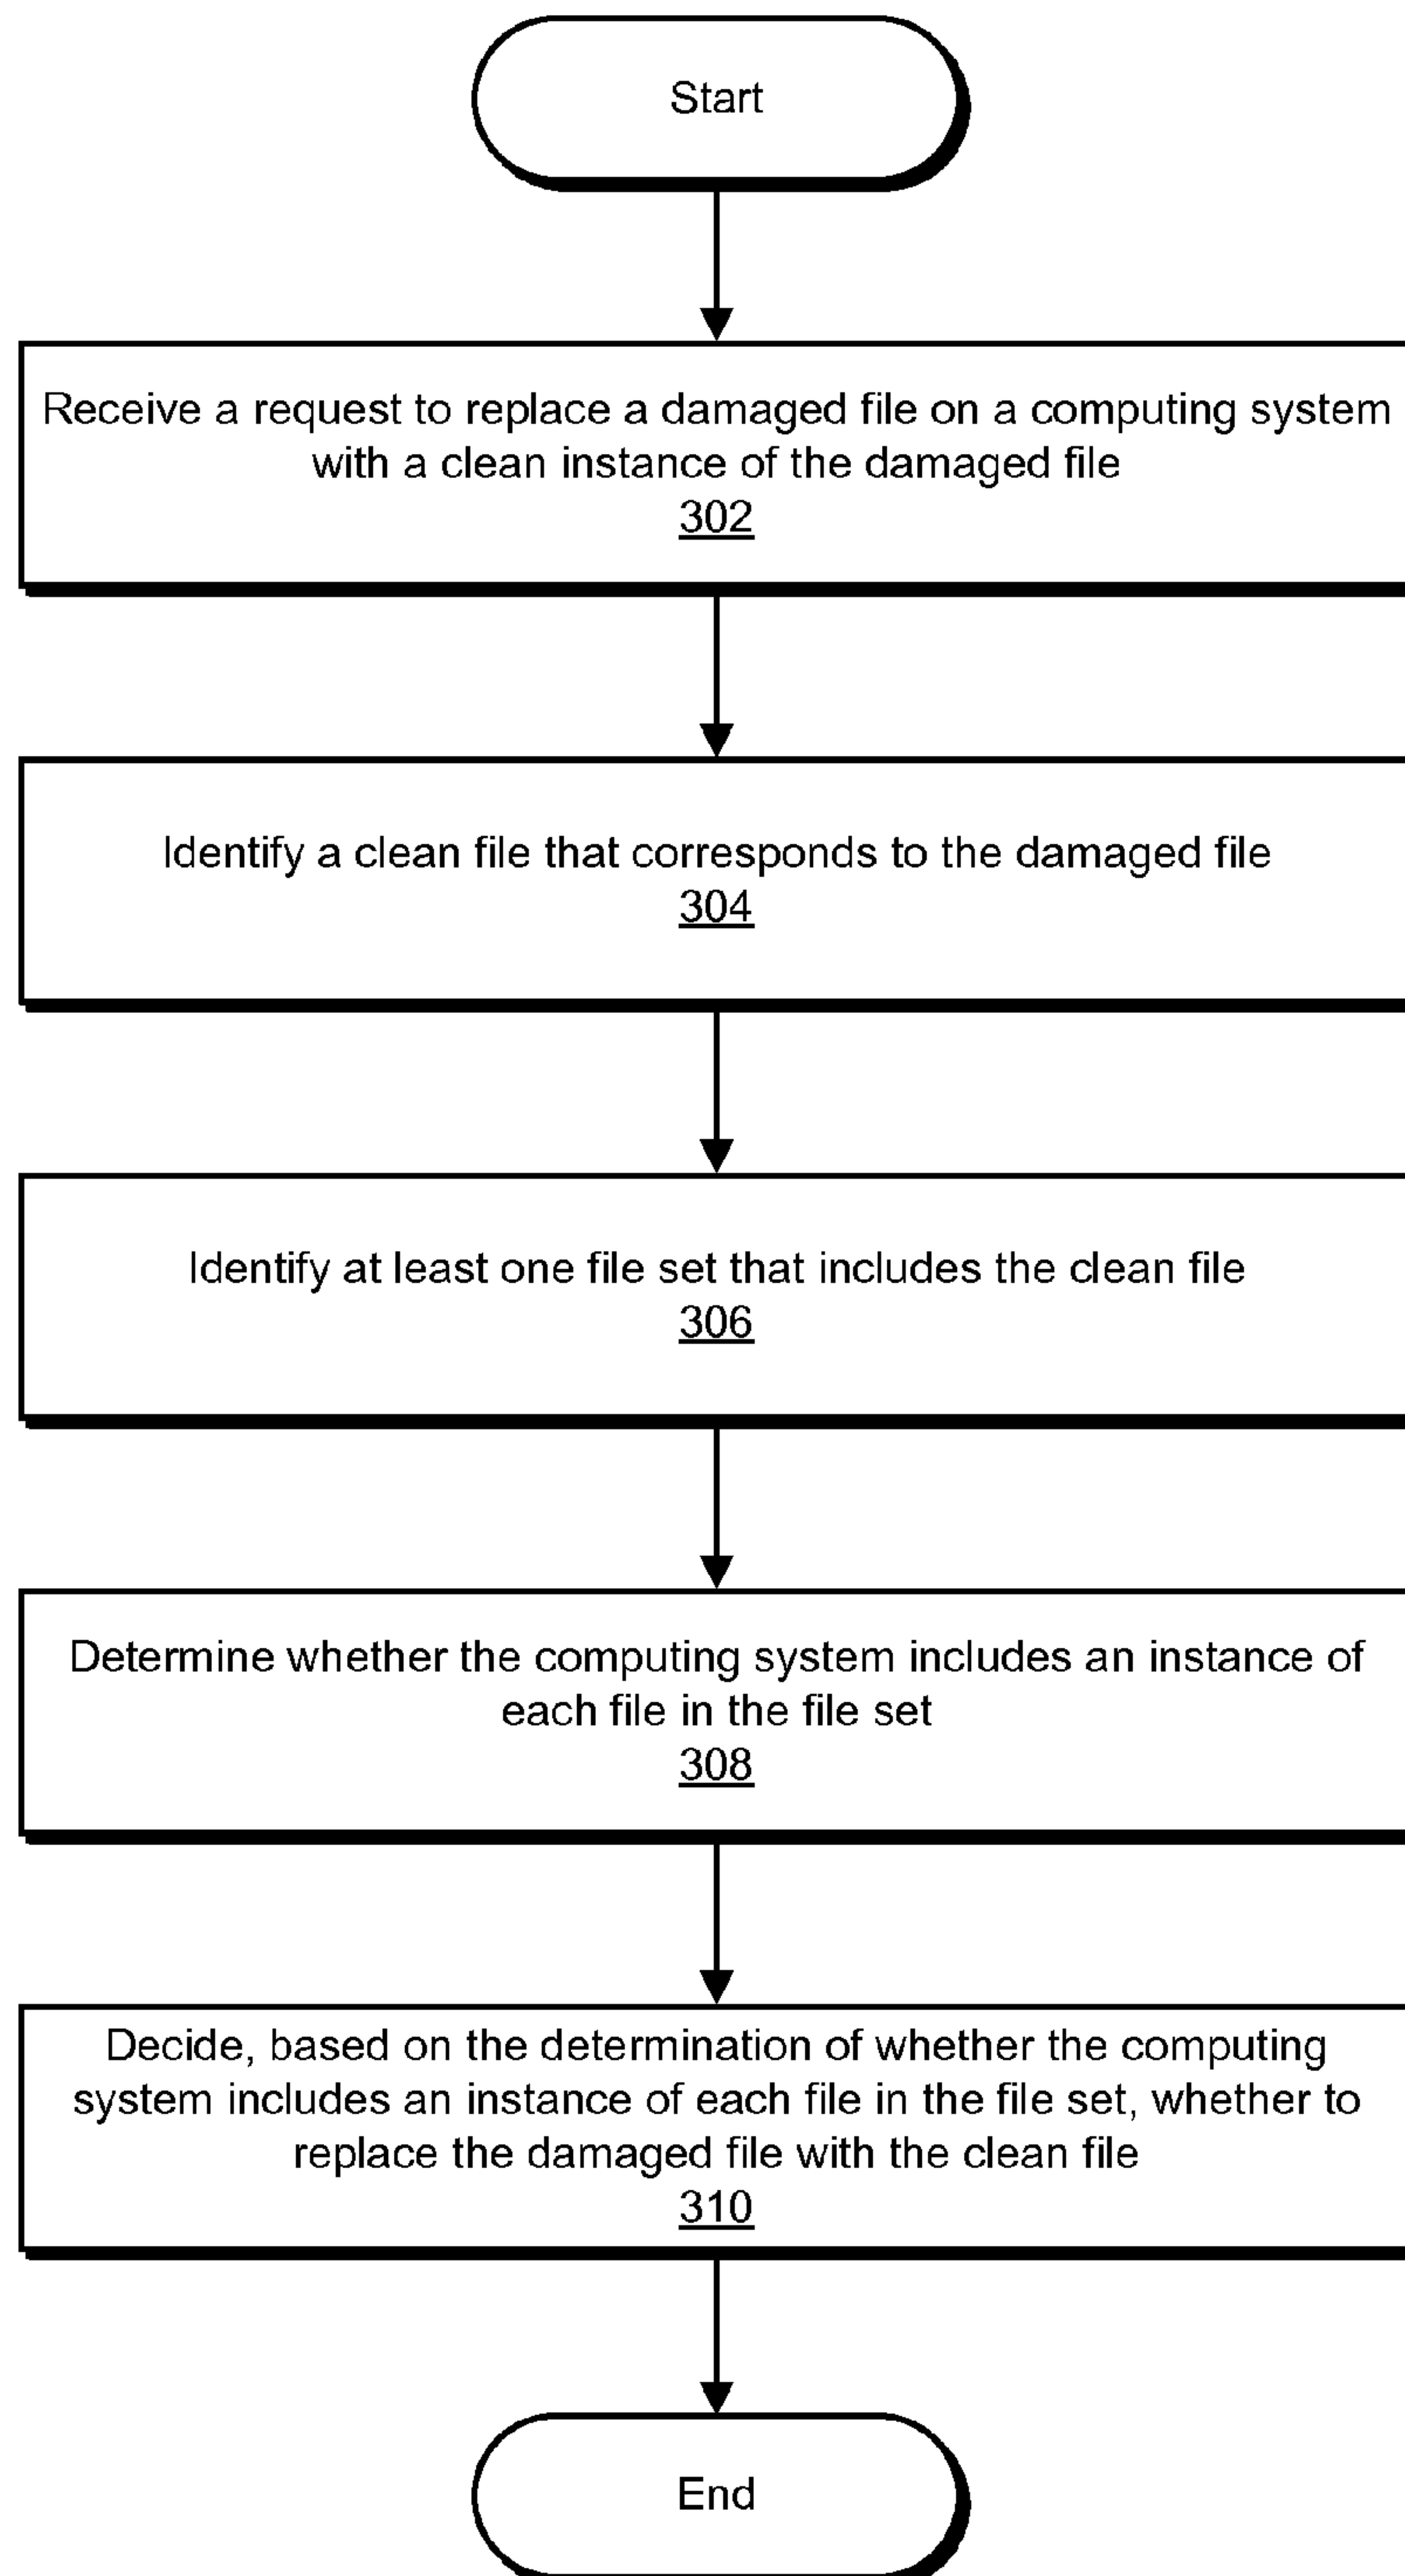 Start
Receive a request to replace a damaged file on a computing system
with a clean instance of the damaged file
302
Identify a clean file that corresponds to the damaged file
304
Identify at least one file set that includes the clean file
306
Determine whether the computing system includes an instance of
each file in the file set
308
Decide, based on the determination of whether the computing
system includes an instance of each file in the file set, whether to
replace the damaged file with the clean file
310
End